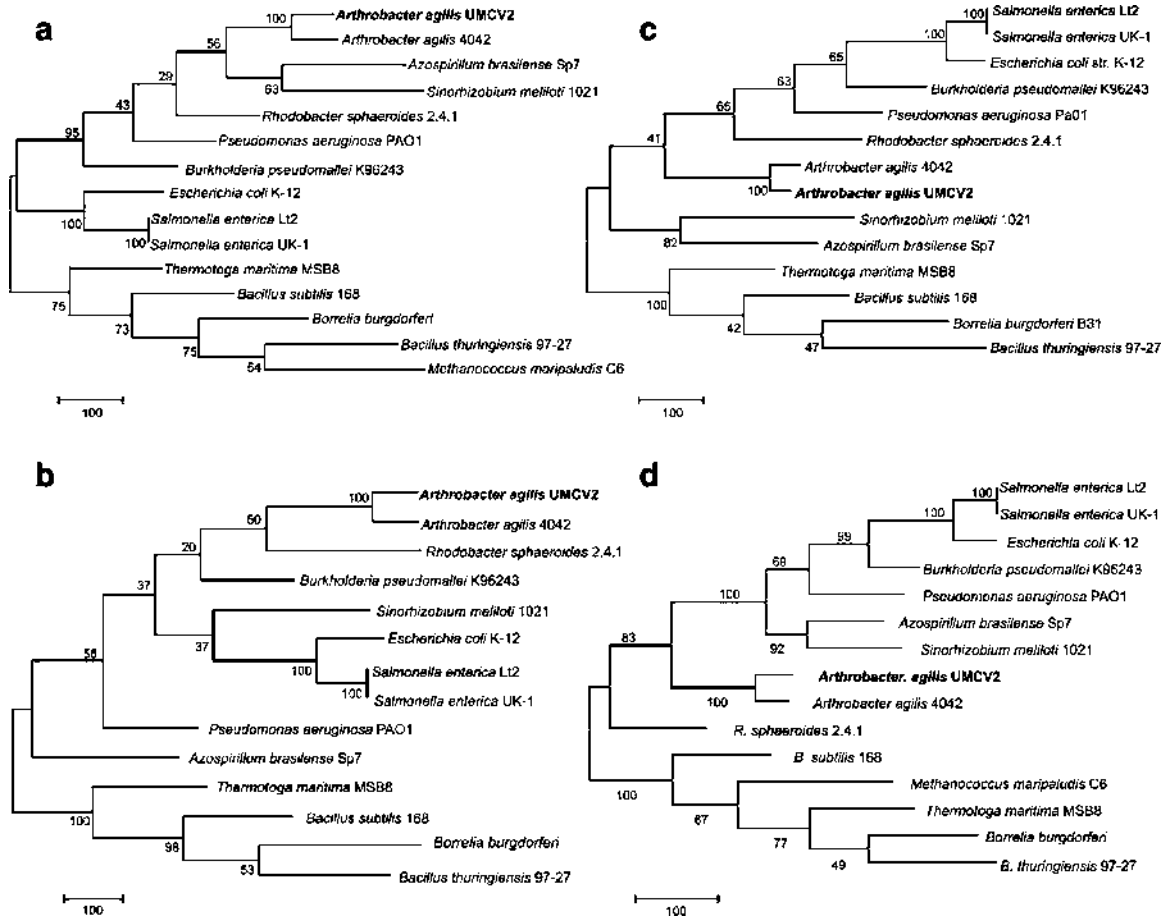 a
100
Arthrobacter agilis UMCV2
56
Arthrobacter agilis 4042
Azospirillum brasilense Sp7
29
63
Sinorhizobium meliloti 1021
43
Rhodobacter sphaeroides 2.4.1
95
Pseudomonas aeruginosa PAO1
Burkholderia pseudomallei K96243
Escherichia coli K-12
100
Salmonella enterica Lt2
100
Salmonella enterica UK-1
Thermotoga maritima MSB8
75
Bacillus subtilis 168
73
Borrelia burgdorferi
75
Bacillus thuringiensis 97-27
54
Methanococcus maripaludis C6
100
b
100
Arthrobacter agilis UMCV2
60
Arthrobacter agilis 4042
20
Rhodobacter sphaeroides 2.4.1
37
Burkholderia pseudomallei K96243
Sinorhizobium meliloti 1021
37
Escherichia coli K-12
56
100
Salmonella enterica Lt2
100
Salmonella enterica UK-1
Pseudomonas aeruginosa PAO1
Azospirillum brasilense Sp7
Thermotoga maritima MSB8
100
Bacillus subtilis 168
98
Borrelia burgdorferi
53
Bacillus thuringiensis 97-27
100
c
100
Salmonella enterica Lt2
100
Salmonella enterica UK-1
65
Escherichia coli str. K-12
63
Burkholderia pseudomallei K96243
66
Pseudomonas aeruginosa Pa01
41
Rhodobacter sphaeroides 2.4.1
Arthrobacter agilis 4042
100
Arthrobacter agilis UMCV2
Sinorhizobium meliloti 1021
82
Azospirillum brasilense Sp7
Thermotoga maritima MSB8
100
Bacillus subtilis 168
42
Borrelia burgdorferi B31
47
Bacillus thuringiensis 97-27
100
d
100
Salmonella enterica Lt2
100
Salmonella enterica UK-1
99
Escherichia coli K-12
68
Burkholderia pseudomallei K96243
100
Pseudomonas aeruginosa PAO1
Azospirillum brasilense Sp7
83
92
Sinorhizobium meliloti 1021
Arthrobacter. agilis UMCV2
100
Arthrobacter agilis 4042
R. sphaeroides 2.4.1
B. subtilis 168
100
Methanococcus maripaludis C6
67
Thermotoga maritima MSB8
77
Borrelia burgdorferi
49
B. thuringiensis 97-27
100